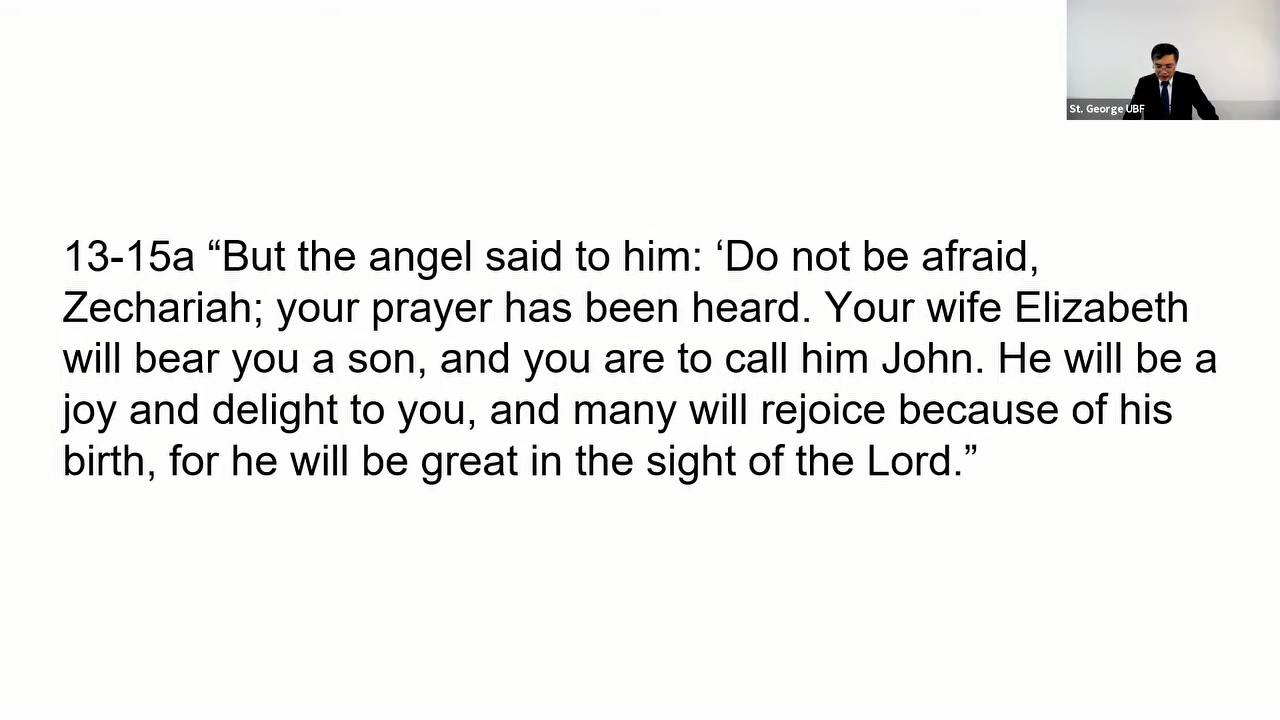 St. George UBF
13-15a “But the angel said to him: ‘Do not be afraid,
Zechariah; your prayer has been heard. Your wife Elizabeth
will bear you a son, and you are to call him John. He will be a
joy and delight to you, and many will rejoice because of his
birth, for he will be great in the sight of the Lord.”